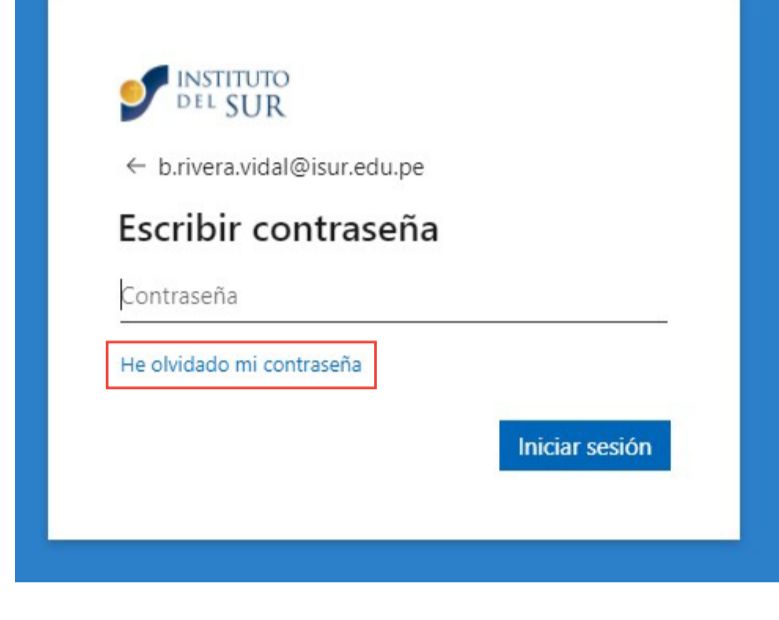 INSTITUTO
DEL SUR
← b.rivera.vidal@isur.edu.pe
Escribir contraseña
Contraseña
He olvidado mi contraseña
Iniciar sesión